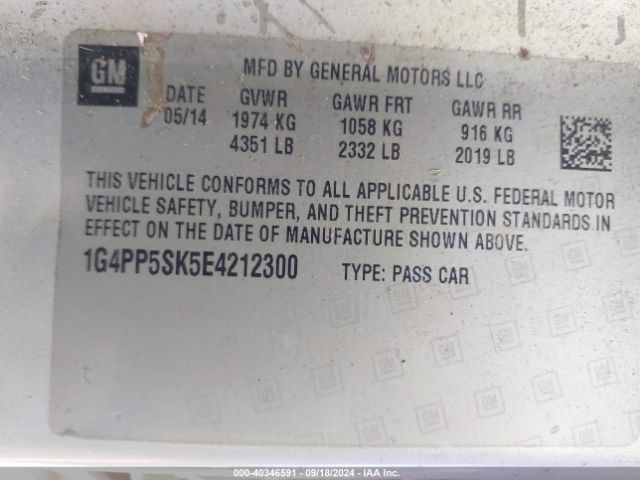 GM
MFD BY GENERAL MOTORS LLC
DATE GVWR GAWR FRT GAWR RR
05/14 1974 KG 1058 KG 916 KG
4351 LB 2332 LB 2019 LB
THIS VEHICLE CONFORMS TO ALL APPLICABLE U.S. FEDERAL MOTOR
VEHICLE SAFETY, BUMPER, AND THEFT PREVENTION STANDARDS IN
EFFECT ON THE DATE OF MANUFACTURE SHOWN ABOVE.
1G4PP5SK5E4212300 TYPE: PASS CAR
000-40346591 - 09/18/2024 - IAA Inc.